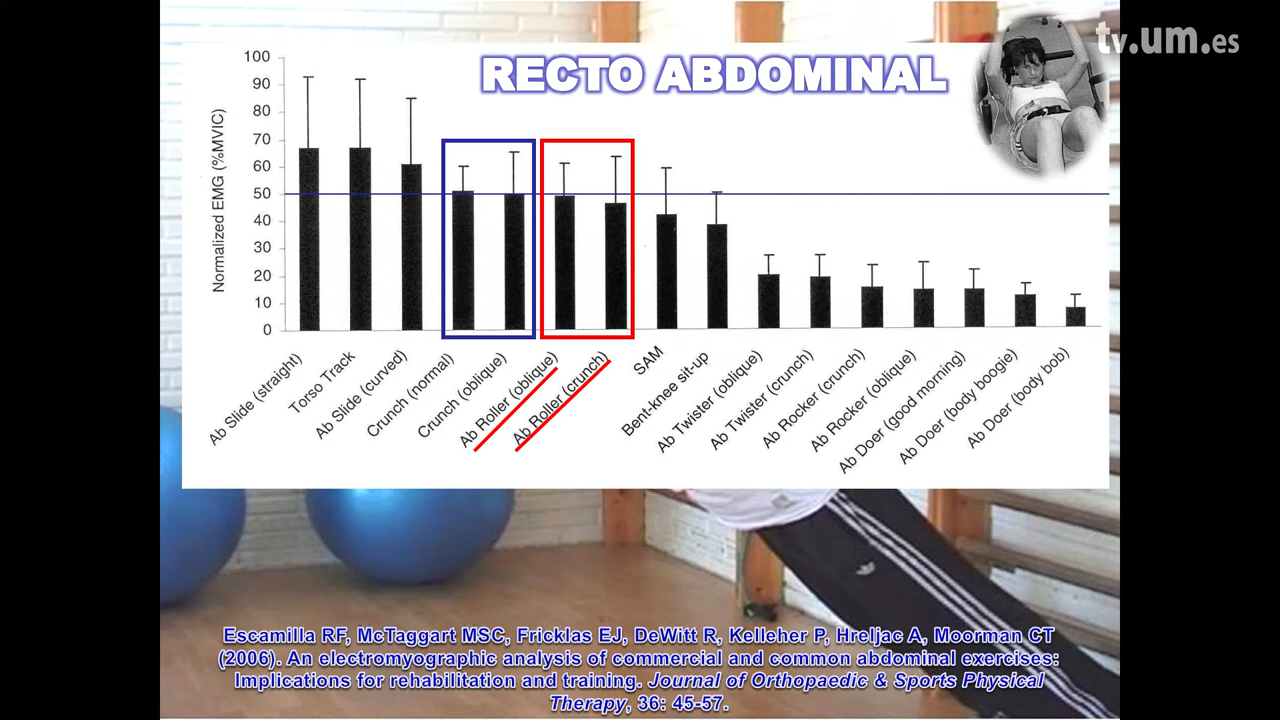 tv.um.es
RECTO ABDOMINAL
Normalized EMG (%MVIC)
100
90
80
70
60
50
40
30
20
10
0
Ab Slide (straight)
Torso Track
Ab Slide (curved)
Crunch (normal)
Crunch (oblique)
Ab Roller (oblique)
Ab Roller (crunch)
SAM
Bent-knee sit-up
Ab Twister (oblique)
Ab Twister (crunch)
Ab Rocker (crunch)
Ab Rocker (oblique)
Ab Doer (good morning)
Ab Doer (body boogie)
Ab Doer (body bob)
Escamilla RF, McTaggart MSC, Fricklas EJ, DeWitt R, Kelleher P, Hreljac A, Moorman CT
(2006). An electromyographic analysis of commercial and common abdominal exercises:
Implications for rehabilitation and training. Journal of Orthopaedic & Sports Physical
Therapy, 36: 45-57.